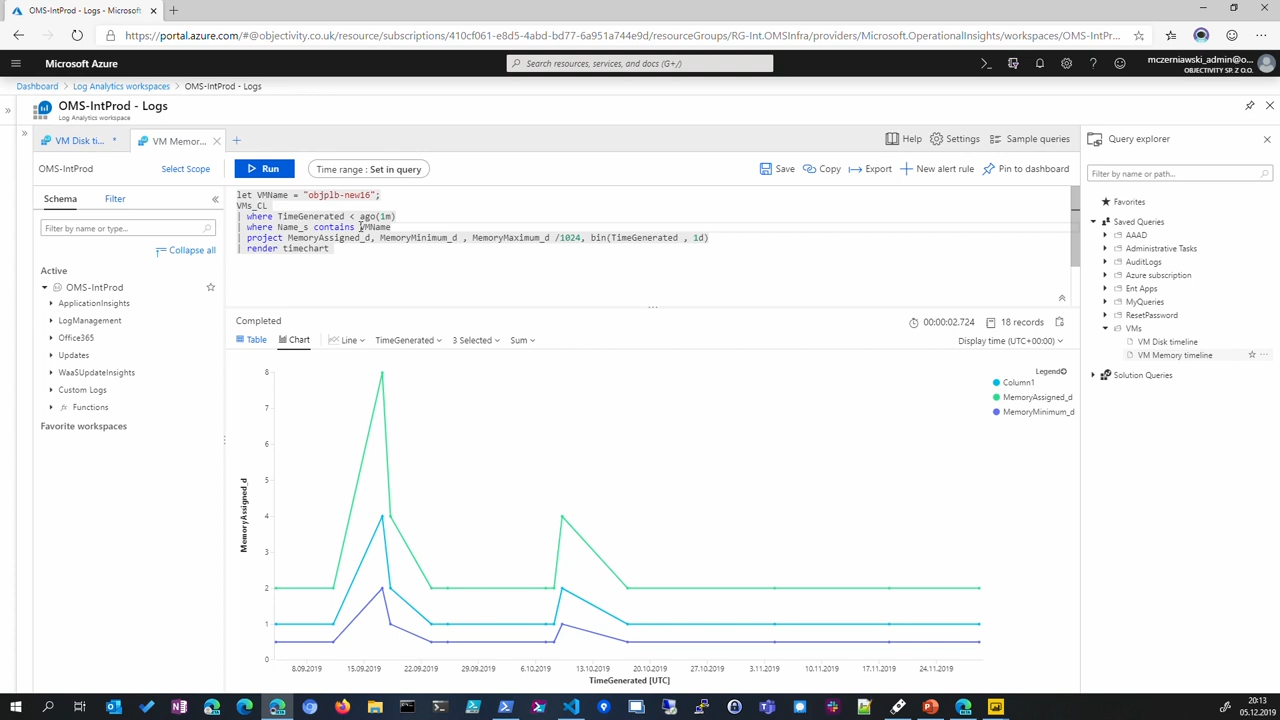 OMS-IntProd - Logs - Microsoft
https://portal.azure.com/#@objectivity.co.uk/resource/subscriptions/410cf061-e8d5-4abd-bd77-6a951a744e9d/resourceGroups/RG-Int.OMSInfra/providers/Microsoft.OperationalInsights/workspaces/OMS-IntPr...
Microsoft Azure
Search resources, services, and docs (G+/)
mczerniawski_admin@o...
OBJECTIVITY SP. Z O.O.
Dashboard > Log Analytics workspaces > OMS-IntProd - Logs
OMS-IntProd - Logs
Log Analytics workspace
VM Disk ti... *
VM Memor...
Help
Settings
Sample queries
Query explorer
OMS-IntProd
Select Scope
Run
Time range : Set in query
Save
Copy
Export
New alert rule
Pin to dashboard
Filter by name or path...
Schema
Filter
Filter by name or type...
Collapse all
Active
OMS-IntProd
ApplicationInsights
LogManagement
Office365
Updates
WaaSUpdateInsights
Custom Logs
Functions
Favorite workspaces
let VMName = "objplb-new16";
VMs_CL
| where TimeGenerated < ago(1m)
| where Name_s contains VMName
| project MemoryAssigned_d, MemoryMinimum_d , MemoryMaximum_d /1024, bin(TimeGenerated , 1d)
| render timechart
Completed
00:00:02.724
18 records
Table
Chart
Line
TimeGenerated
3 Selected
Sum
Display time (UTC+00:00)
Legend
Column1
MemoryAssigned_d
MemoryMinimum_d
8
7
6
5
4
3
2
1
0
MemoryAssigned_d
8.09.2019
15.09.2019
22.09.2019
29.09.2019
6.10.2019
13.10.2019
20.10.2019
27.10.2019
3.11.2019
10.11.2019
17.11.2019
24.11.2019
TimeGenerated [UTC]
Favorites
Saved Queries
AAAD
Administrative Tasks
AuditLogs
Azure subscription
Ent Apps
MyQueries
ResetPassword
VMs
VM Disk timeline
VM Memory timeline
Solution Queries
20:13
05.12.2019